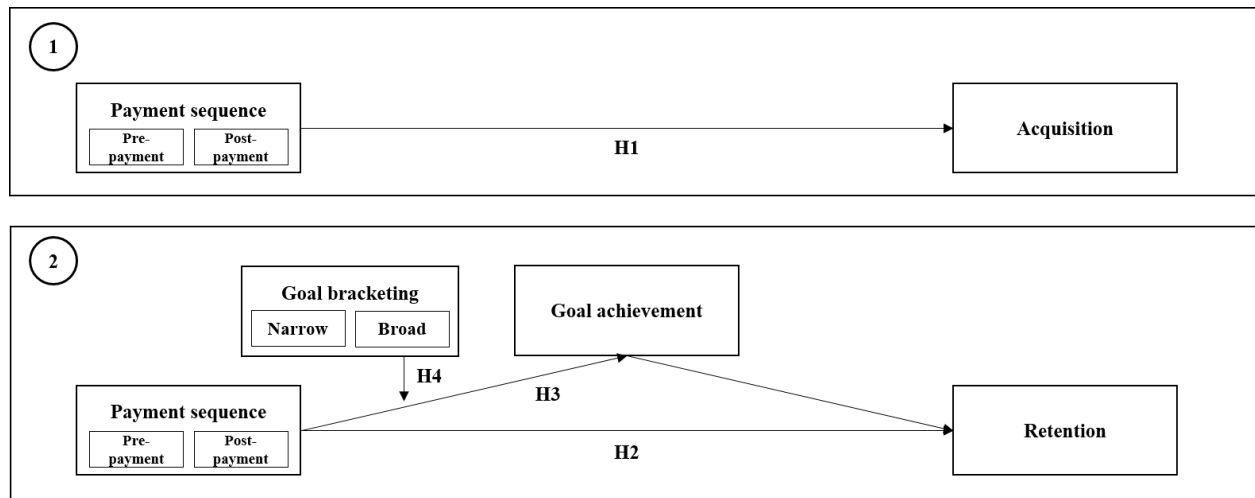 1
Payment sequence
Pre-
payment
Post-
payment
H1
Acquisition
2
Goal bracketing
Narrow
Broad
Goal achievement
H4
H3
Payment sequence
Pre-
payment
Post-
payment
H2
Retention